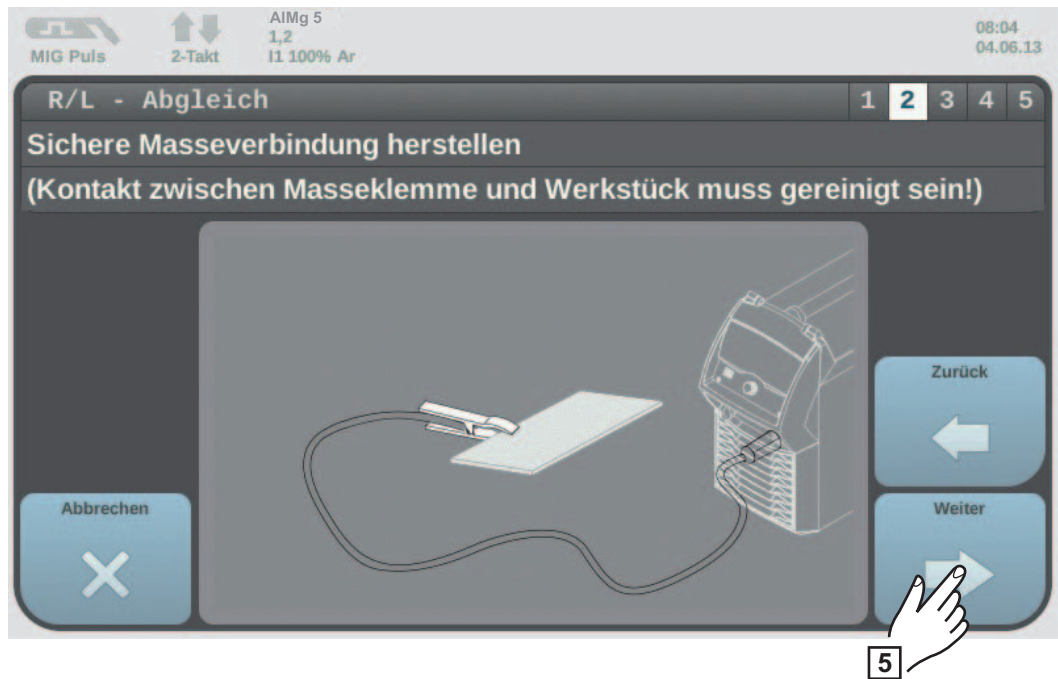 MIG Puls
2-Takt
AlMg 5
1,2
I1 100% Ar
08:04
04.06.13
R/L - Abgleich
1 2 3 4 5
Sichere Masseverbindung herstellen
(Kontakt zwischen Masseklemme und Werkstück muss gereinigt sein!)
Zurück
Abbrechen
Weiter
5